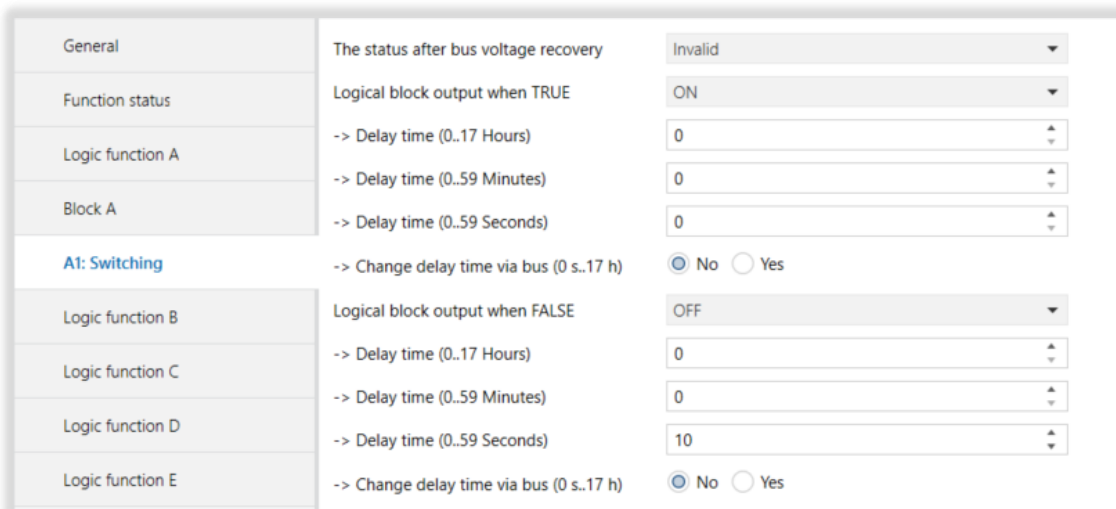 General
Function status
Logic function A
Block A
A1: Switching
Logic function B
Logic function C
Logic function D
Logic function E
The status after bus voltage recovery Invalid
Logical block output when TRUE ON
-> Delay time (0..17 Hours) 0
-> Delay time (0..59 Minutes) 0
-> Delay time (0..59 Seconds) 0
-> Change delay time via bus (0 s..17 h) No Yes
Logical block output when FALSE OFF
-> Delay time (0..17 Hours) 0
-> Delay time (0..59 Minutes) 0
-> Delay time (0..59 Seconds) 10
-> Change delay time via bus (0 s..17 h) No Yes